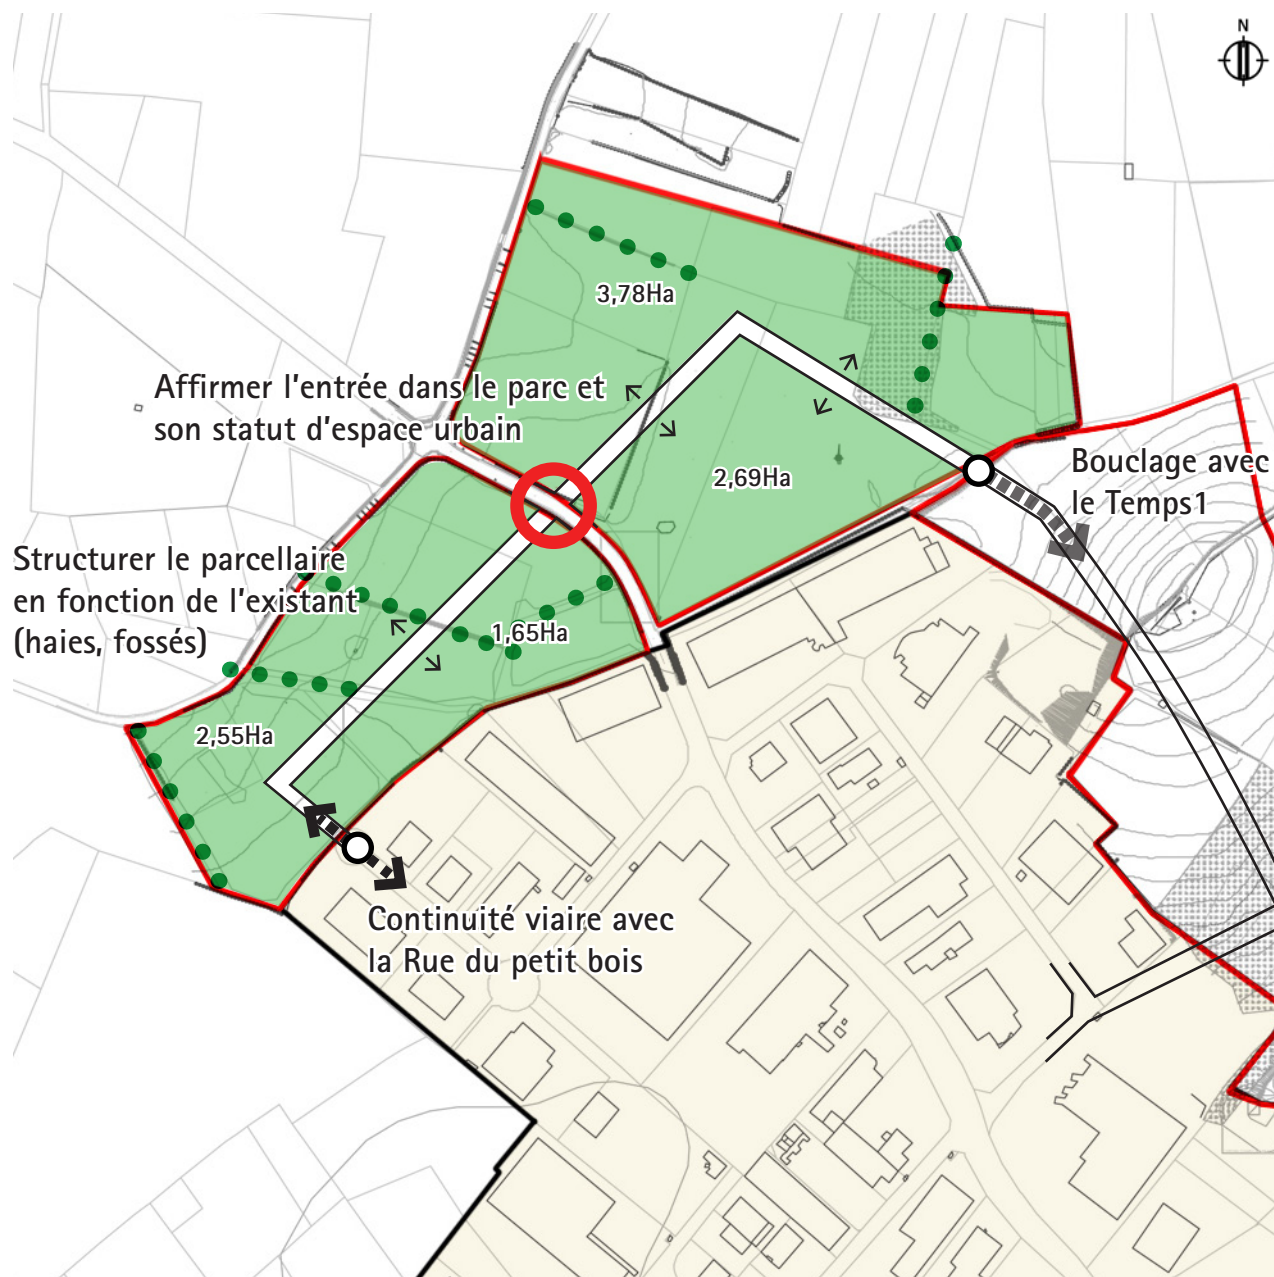 N
3,78Ha
Affirmer l'entrée dans le parc et
son statut d'espace urbain
2,69Ha
Bouclage avec
le Temps1
Structurer le parcellaire
en fonction de l'existant
(haies, fossés)
1,65Ha
2,55Ha
Continuité viaire avec
la Rue du petit bois